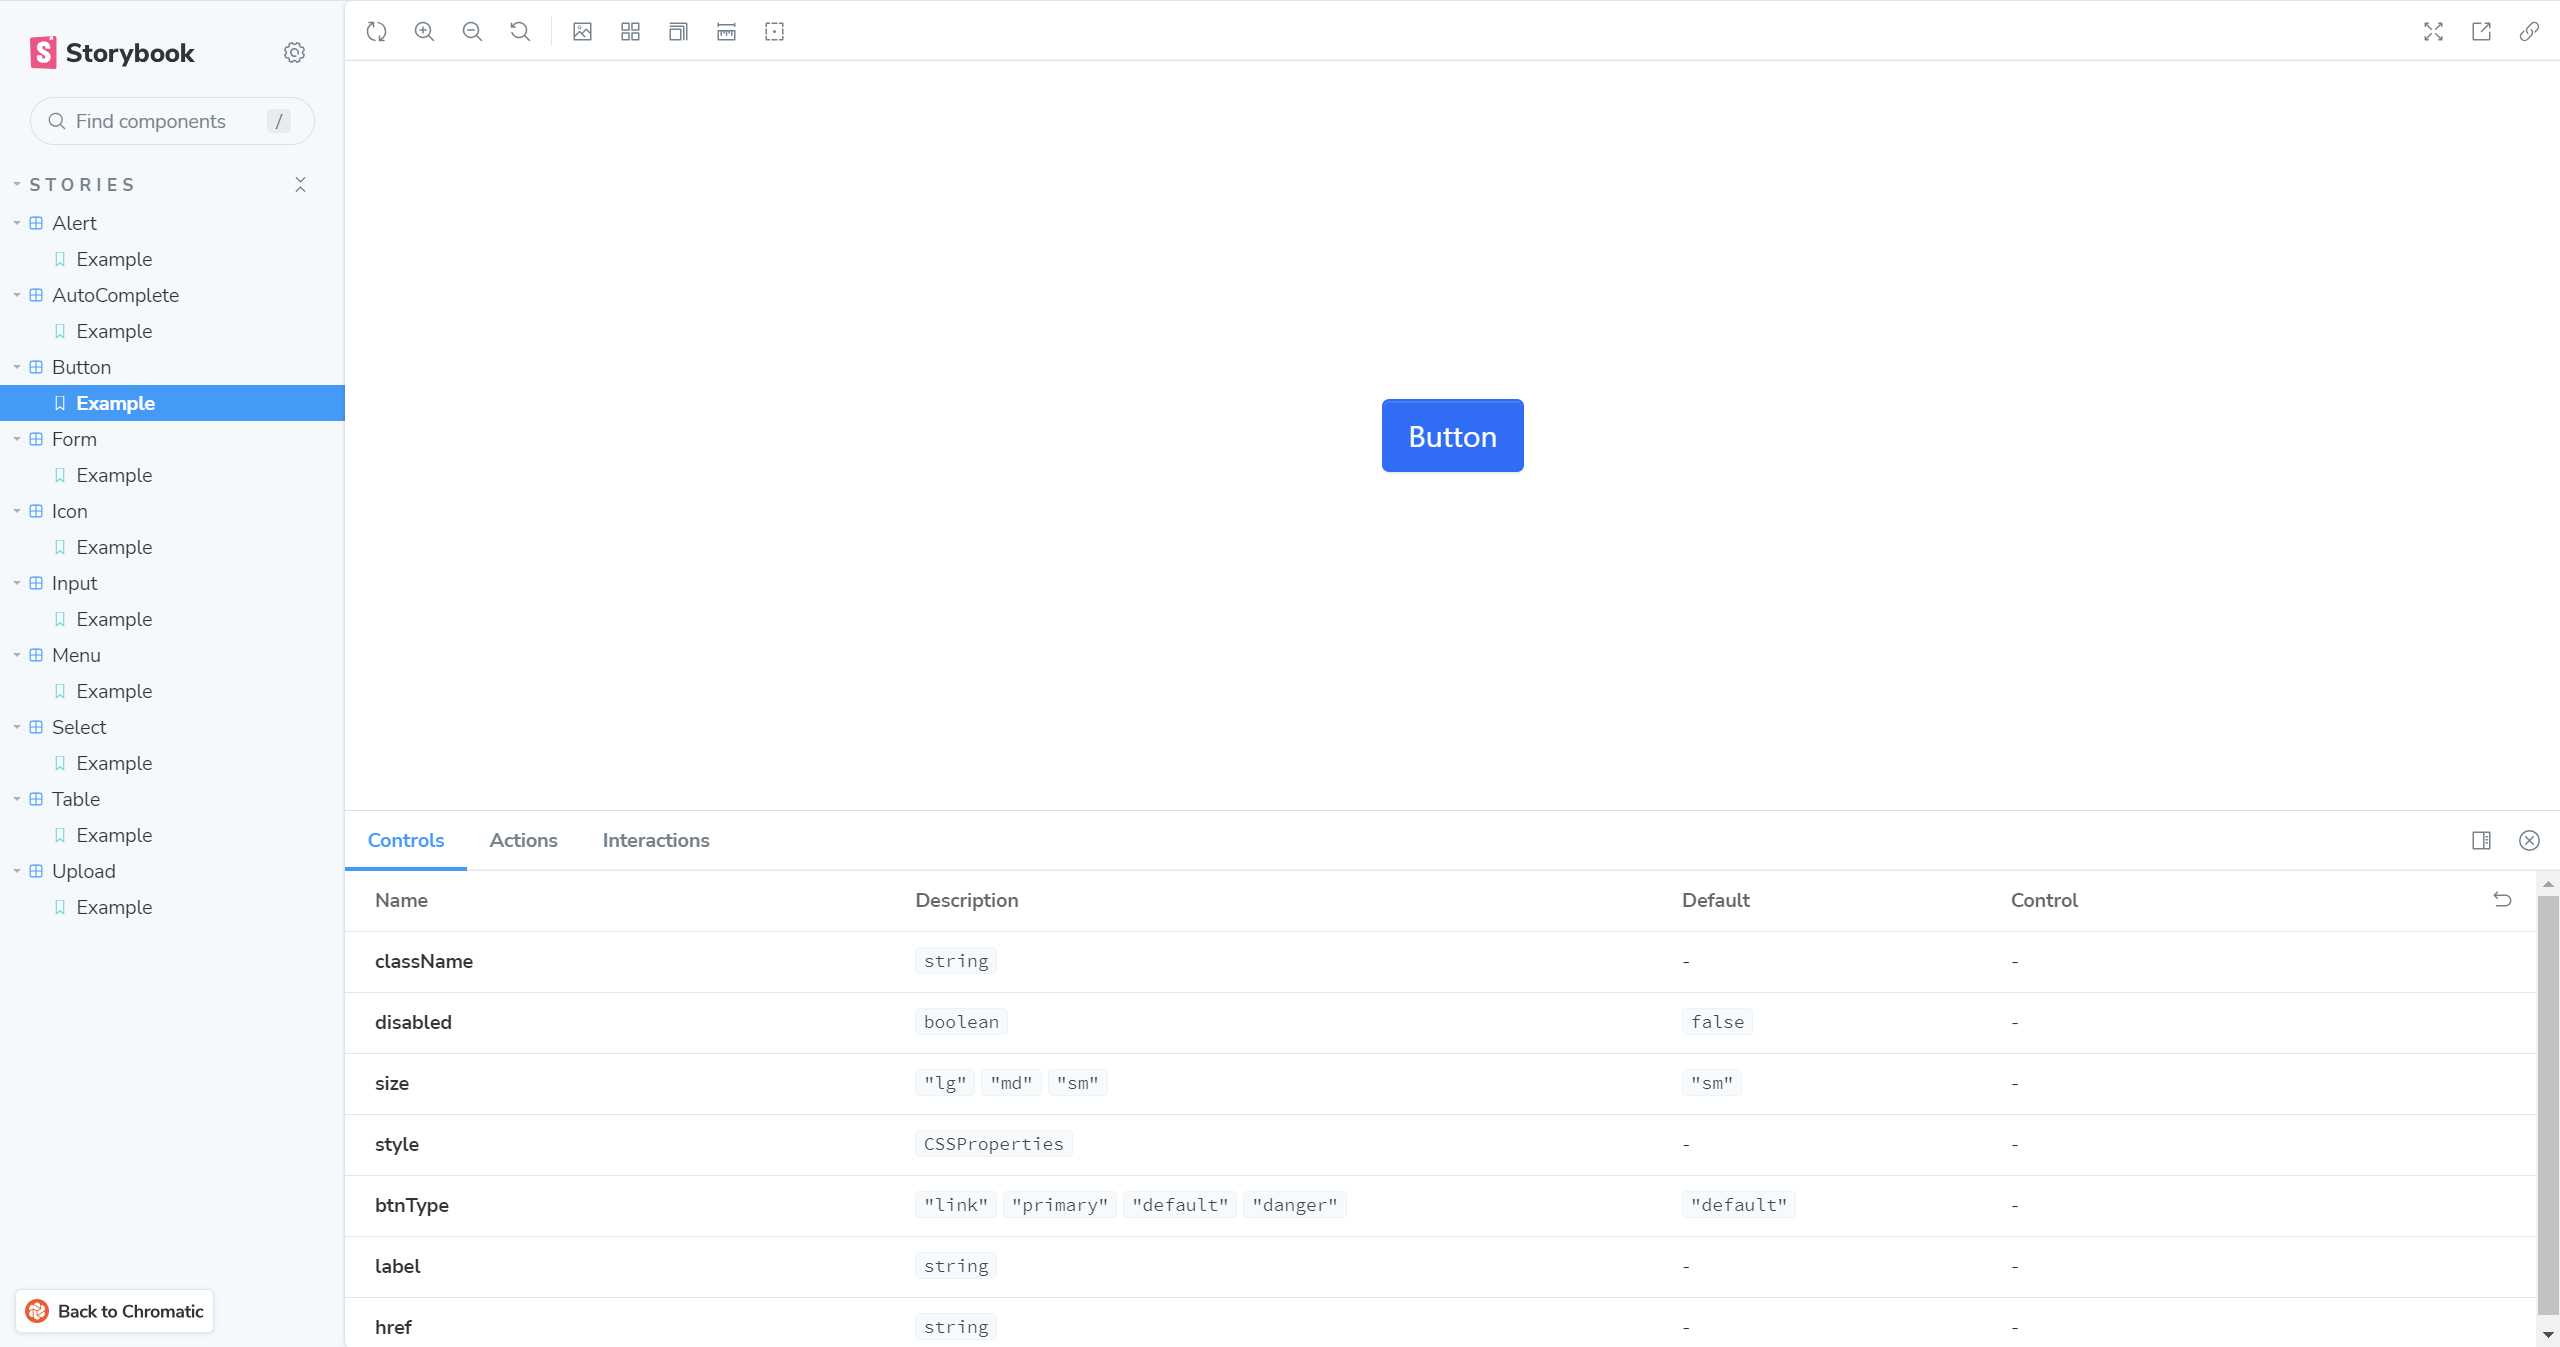 Storybook
Find components /
STORIES
Alert
Example
AutoComplete
Example
Button
Example
Form
Example
Icon
Example
Input
Example
Menu
Example
Select
Example
Table
Example
Upload
Example
Back to Chromatic
Button
Controls Actions Interactions
Name Description Default Control
className string - -
disabled boolean false -
size "lg" "md" "sm" "sm" -
style CSSProperties - -
btnType "link" "primary" "default" "danger" "default" -
label string - -
href string - -